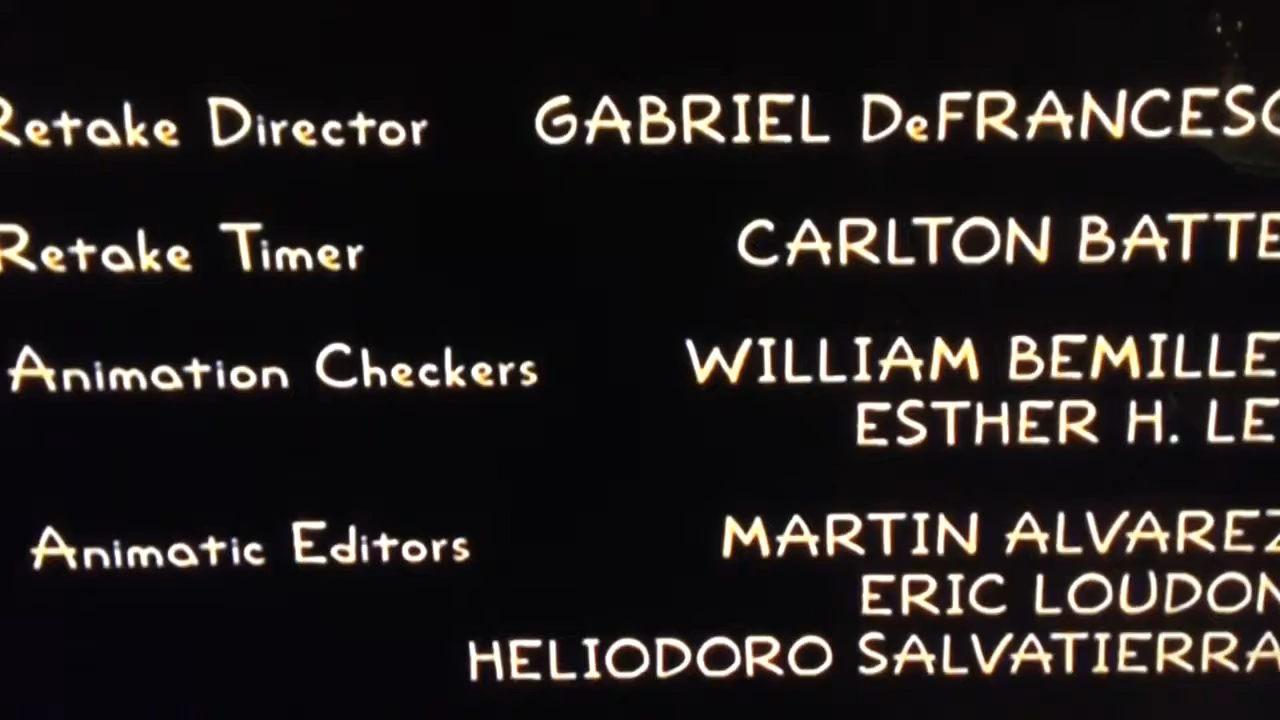 Retake Director GABRIEL DeFRANCESC
Retake Timer CARLTON BATTE
Animation Checkers WILLIAM BEMILLE
ESTHER H. LE
Animatic Editors MARTIN ALVAREZ
ERIC LOUDON
HELIODORO SALVATIERRA